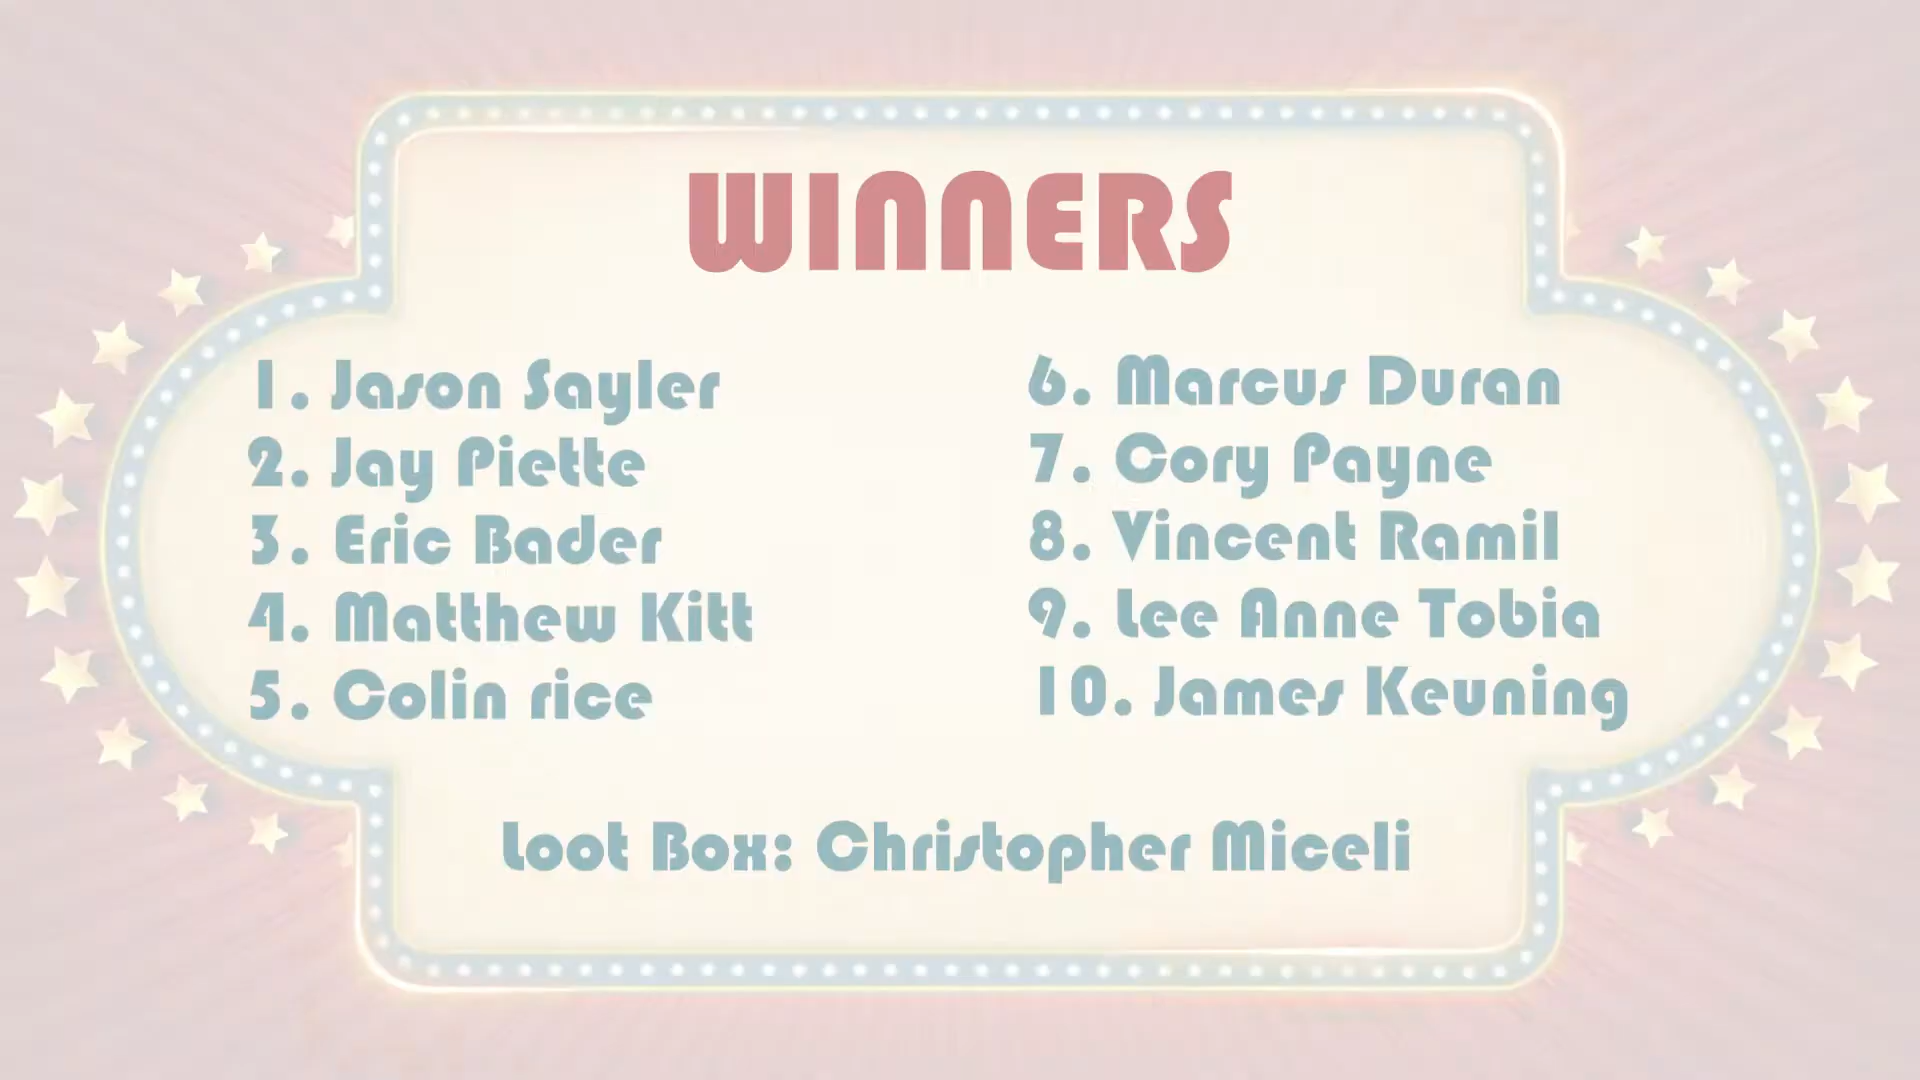 WINNERS
1. Jason Sayler
2. Jay Piette
3. Eric Bader
4. Matthew Kitt
5. Colin rice
6. Marcus Duran
7. Cory Payne
8. Vincent Ramil
9. Lee Anne Tobia
10. James Keuning
Loot Box: Christopher Miceli